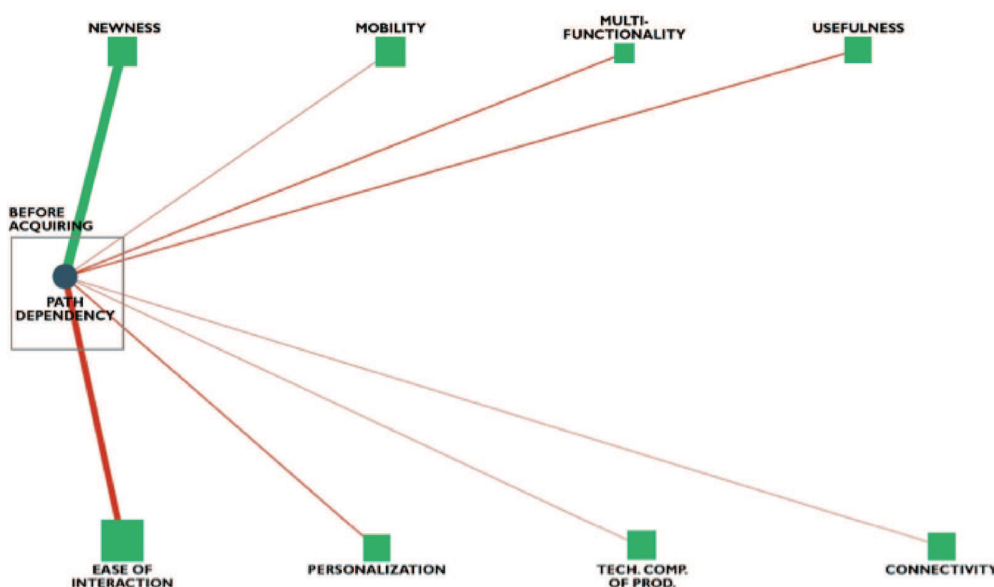 NEWNESS
MOBILITY
MULTI-
FUNCTIONALITY
USEFULNESS
BEFORE
ACQUIRING
PATH
DEPENDENCY
EASE OF
INTERACTION
PERSONALIZATION
TECH. COMP.
OF PROD.
CONNECTIVITY